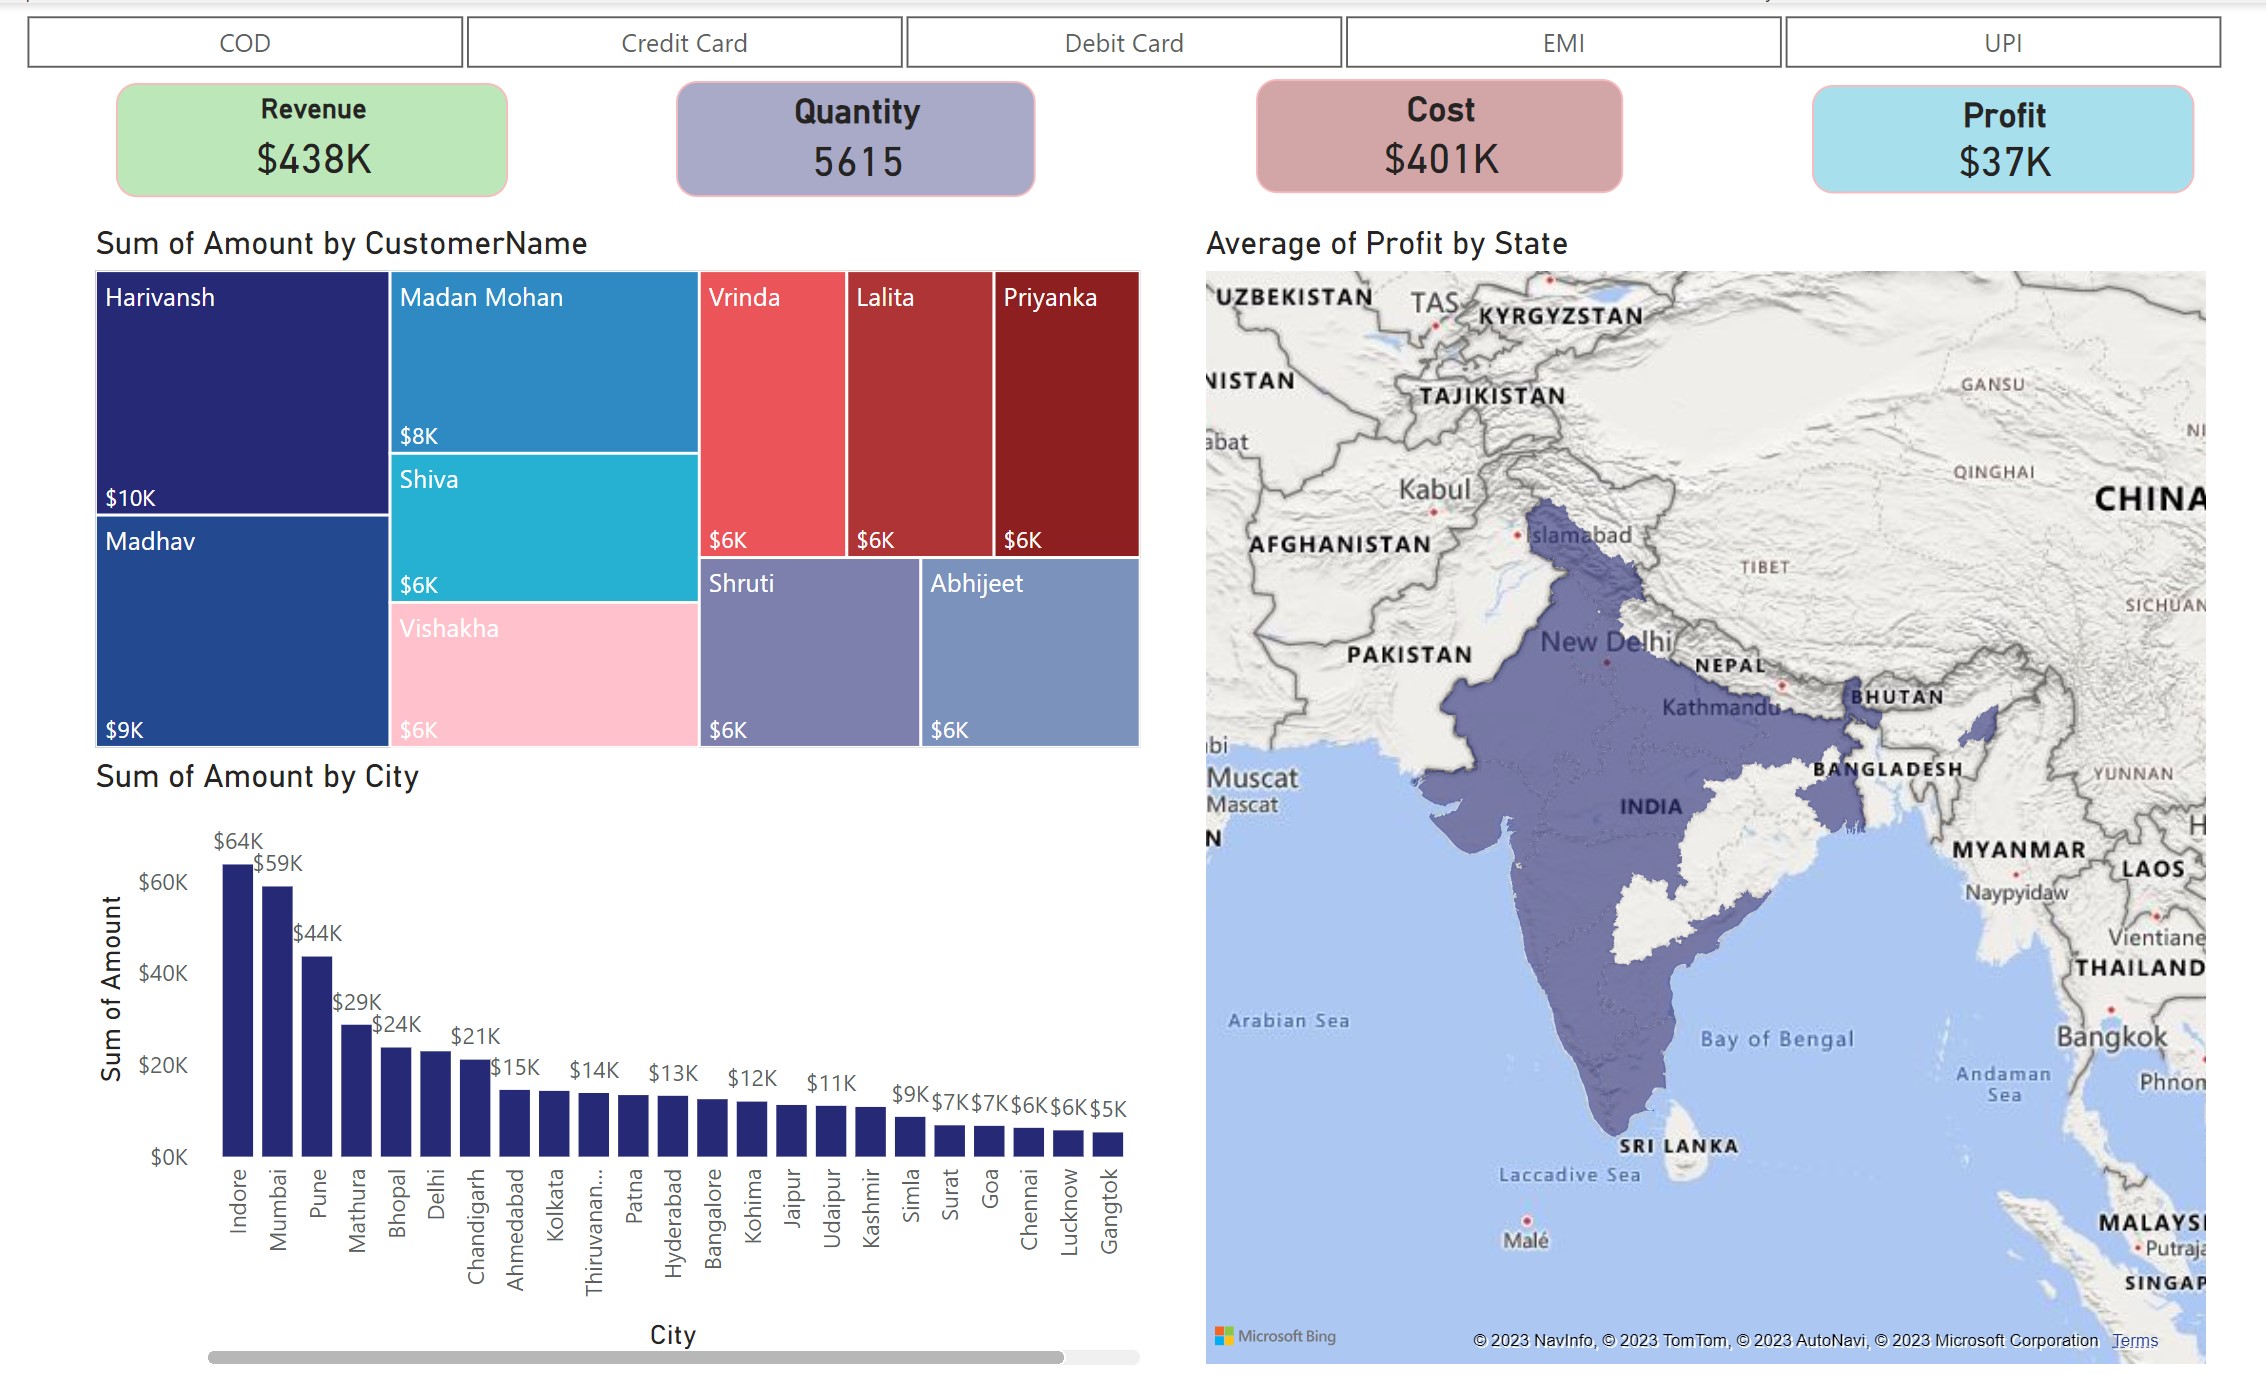 COD
Credit Card
Debit Card
EMI
UPI
Revenue
$438K
Quantity
5615
Cost
$401K
Profit
$37K
Sum of Amount by CustomerName
Harivansh
$10K
Madhav
$9K
Madan Mohan
$8K
Shiva
$6K
Vishakha
$6K
Vrinda
$6K
Lalita
$6K
Priyanka
$6K
Shruti
$6K
Abhijeet
$6K
Sum of Amount by City
Sum of Amount
$60K
$40K
$20K
$0K
$64K
$59K
$44K
$29K
$24K
$21K
$15K
$14K
$13K
$12K
$11K
$9K
$7K
$7K
$6K
$6K
$5K
Indore
Mumbai
Pune
Mathura
Bhopal
Delhi
Chandigarh
Ahmedabad
Kolkata
Thiruvanan...
Patna
Hyderabad
Bangalore
Kohima
Jaipur
Udaipur
Kashmir
Simla
Surat
Goa
Chennai
Lucknow
Gangtok
City
Average of Profit by State
UZBEKISTAN
TAS
KYRGYZSTAN
NISTAN
TAJIKISTAN
GANSU
abat
NI
QINGHAI
Kabul
CHINA
Islamabad
AFGHANISTAN
TIBET
SICHUAN
New Delhi
PAKISTAN
NEPAL
BHUTAN
Kathmandu
bi
Muscat
Mascat
BANGLADESH
YUNNAN
INDIA
N
H
MYANMAR
LAOS
Naypyidaw
Vientiane
THAILAND
Arabian Sea
Bay of Bengal
Bangkok
Andaman
Sea
Phnom
SRI LANKA
Laccadive Sea
Malé
MALAYSI
Putraja
SINGAP
Microsoft Bing
© 2023 NavInfo, © 2023 TomTom, © 2023 AutoNavi, © 2023 Microsoft Corporation Terms